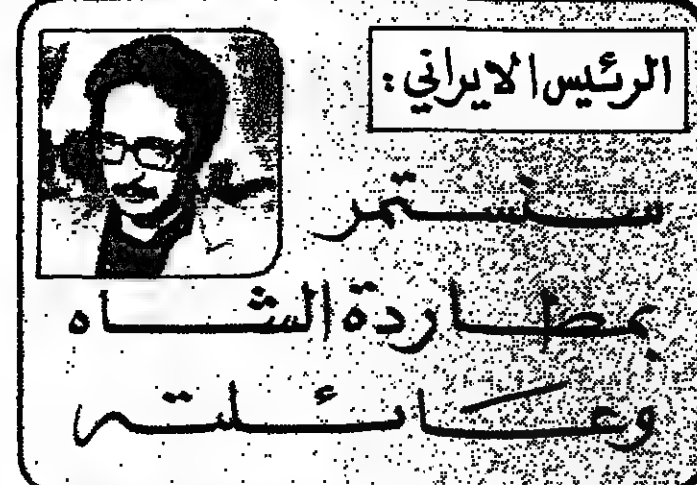 الرئيس الايراني :
سنستمر
بمطاردة الشاه
وعائلته